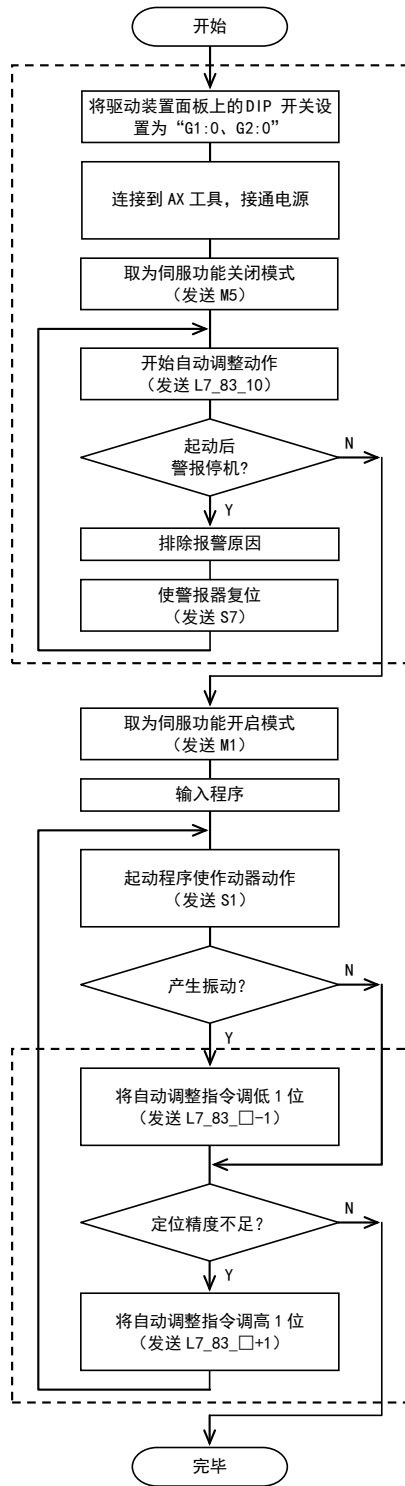 开始
将驱动装置面板上的DIP 开关设
置为“G1:0、G2:0”
连接到 AX 工具，接通电源
取为伺服功能关闭模式
（发送 M5）
开始自动调整动作
（发送 L7_83_10）
起动后
警报停机?
N
Y
排除报警原因
使警报器复位
（发送 S7）
取为伺服功能开启模式
（发送 M1）
输入程序
起动程序使作动器动作
（发送 S1）
产生振动?
N
Y
将自动调整指令调低 1 位
（发送 L7_83_□−1）
定位精度不足?
N
Y
将自动调整指令调高 1 位
（发送 L7_83_□+1）
完毕